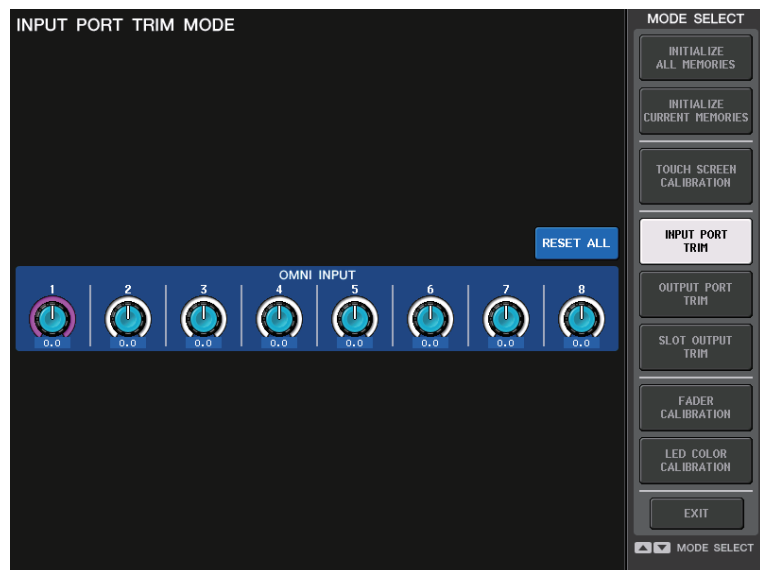 INPUT PORT TRIM MODE
RESET ALL
OMNI INPUT
1 2 3 4 5 6 7 8
0.0 0.0 0.0 0.0 0.0 0.0 0.0 0.0
MODE SELECT
INITIALIZE
ALL MEMORIES
INITIALIZE
CURRENT MEMORIES
TOUCH SCREEN
CALIBRATION
INPUT PORT
TRIM
OUTPUT PORT
TRIM
SLOT OUTPUT
TRIM
FADER
CALIBRATION
LED COLOR
CALIBRATION
EXIT
MODE SELECT